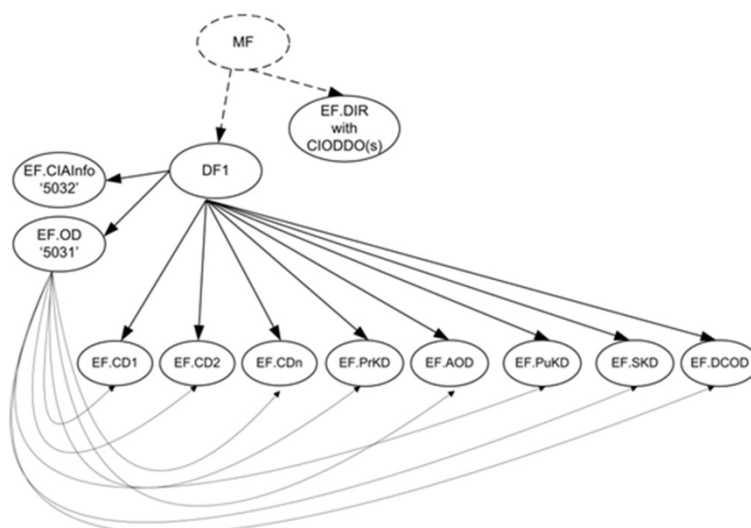 MF
EF.DIR
with
CIODDO(s)
EF.CIAInfo
‘5032’
DF1
EF.OD
‘5031’
EF.CD1
EF.CD2
EF.CDn
EF.PrKD
EF.AOD
EF.PuKD
EF.SKD
EF.DCOD